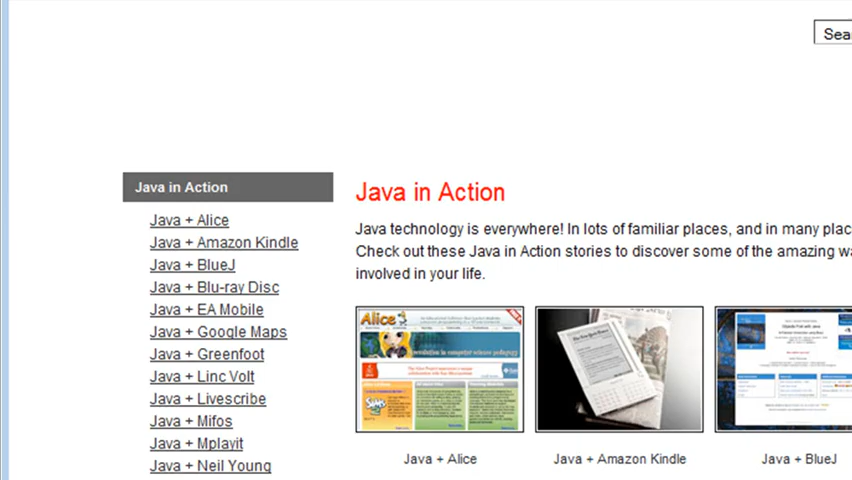 Sea
Java in Action
Java + Alice
Java + Amazon Kindle
Java + BlueJ
Java + Blu-ray Disc
Java + EA Mobile
Java + Google Maps
Java + Greenfoot
Java + Linc Volt
Java + Livescribe
Java + Mifos
Java + Mplayit
Java + Neil Young
Java in Action
Java technology is everywhere! In lots of familiar places, and in many plac
Check out these Java in Action stories to discover some of the amazing wa
involved in your life.
Alice
Java + Alice
Java + Amazon Kindle
Java + BlueJ